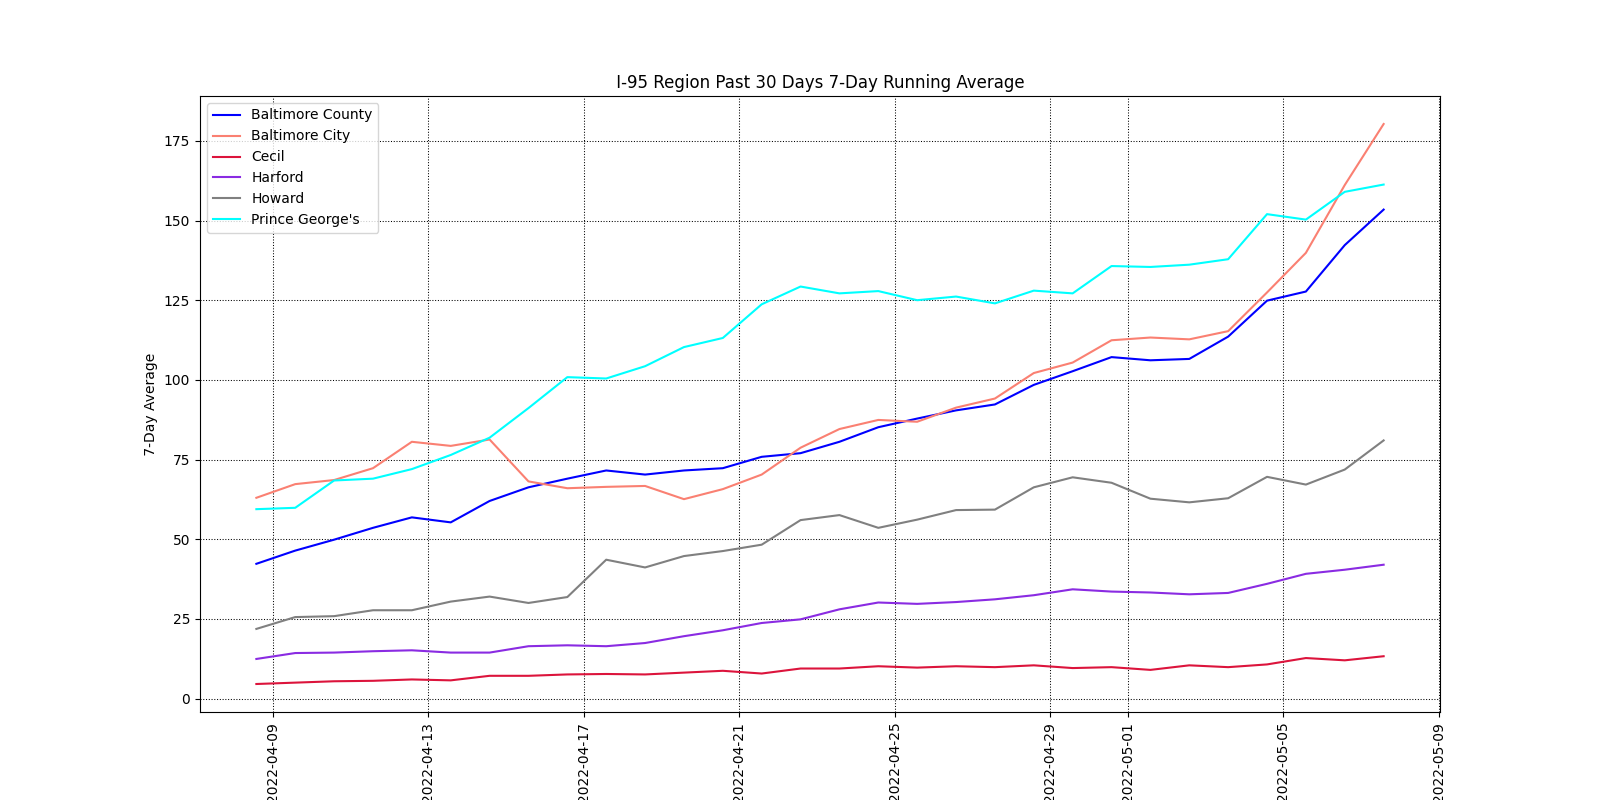 I-95 Region Past 30 Days 7-Day Running Average
Baltimore County
Baltimore City
Cecil
Harford
Howard
Prince George's
7-Day Average
175
150
125
100
75
50
25
0
2022-04-09
2022-04-13
2022-04-17
2022-04-21
2022-04-25
2022-04-29
2022-05-01
2022-05-05
2022-05-09